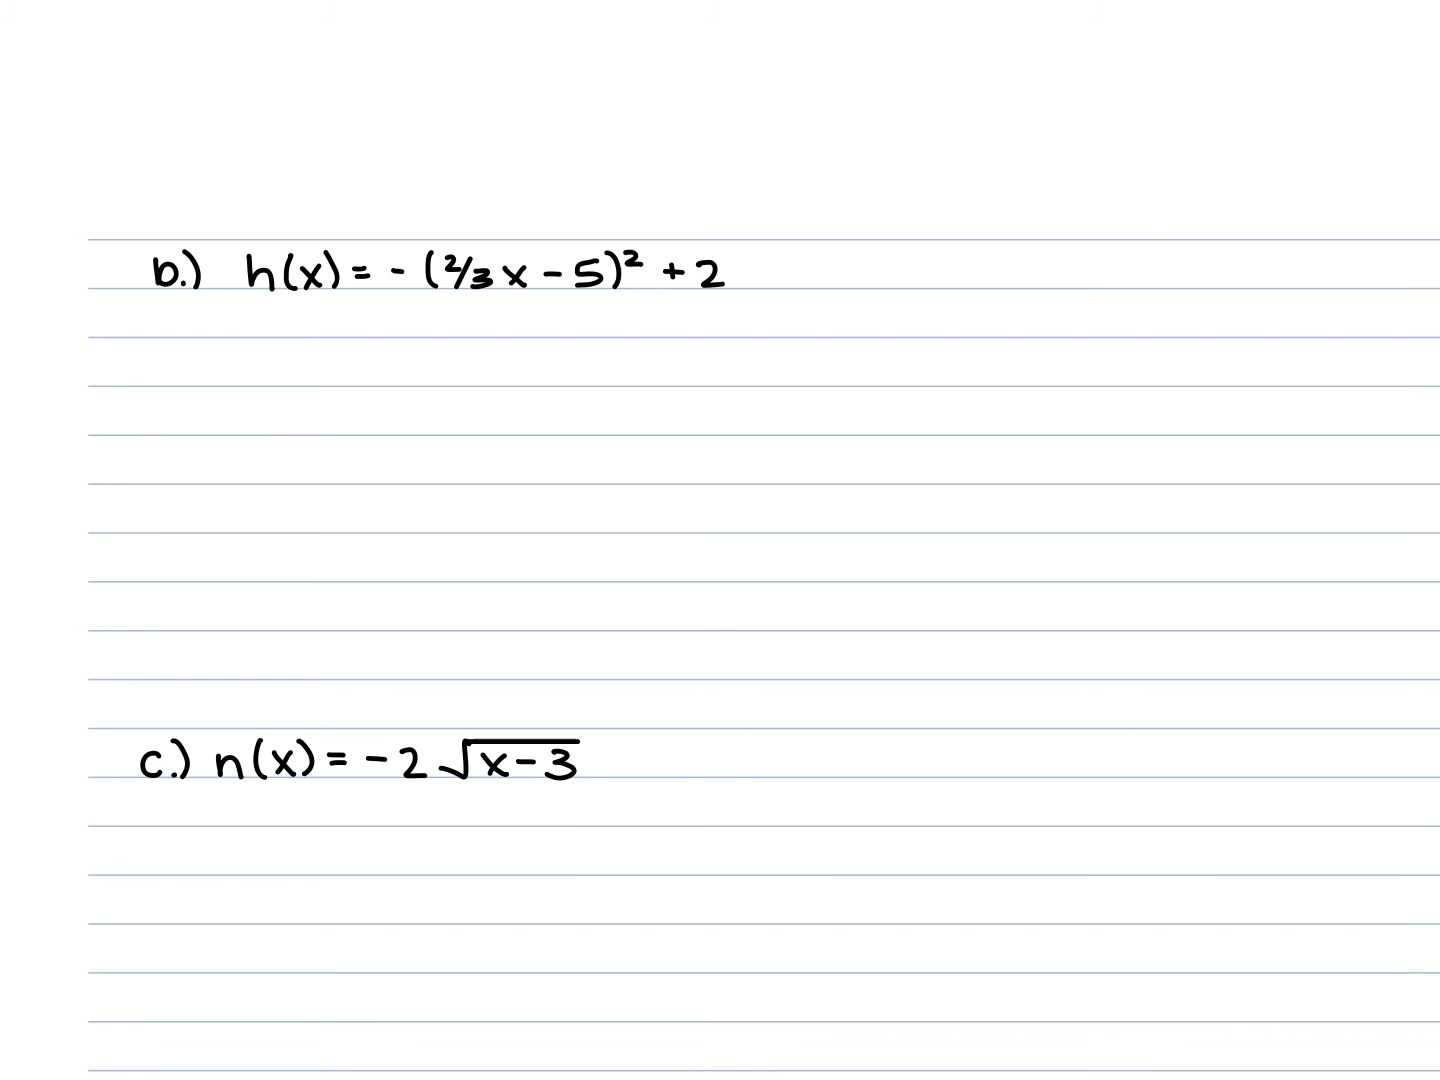 b.) h(x) = - (2/3 x - 5)² + 2
c.) n(x) = -2 √(x-3)